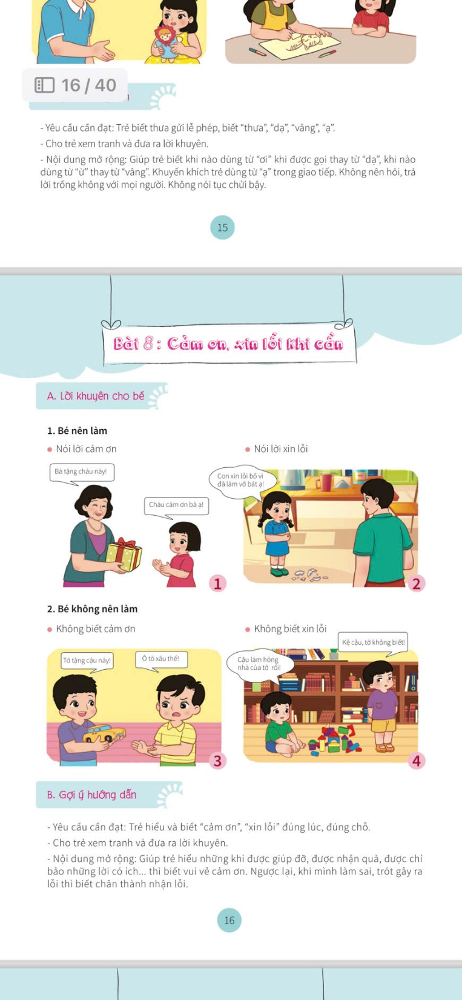 16 / 40
- Yêu cầu cần đạt: Trẻ biết thưa gửi lễ phép, biết “thưa”, “dạ”, “vâng”, “ạ”.
- Cho trẻ xem tranh và đưa ra lời khuyên.
- Nội dung mở rộng: Giúp trẻ biết khi nào dùng từ “ơi” khi được gọi thay từ “dạ”, khi nào
dùng từ “ừ” thay từ “vâng”. Khuyến khích trẻ dùng từ “ạ” trong giao tiếp. Không nên hỏi, trả
lời trống không với mọi người. Không nói tục chửi bậy.
15
Bài 8 : Cảm ơn, xin lỗi khi cần
A. Lời khuyên cho bé
1. Bé nên làm
• Nói lời cảm ơn
• Nói lời xin lỗi
Bà tặng cháu này!
Cháu cảm ơn bà ạ!
1
Con xin lỗi bố vì
đã làm vỡ bát ạ!
2
2. Bé không nên làm
• Không biết cảm ơn
• Không biết xin lỗi
Tớ tặng cậu này!
Ô tô xấu thế!
3
Cậu làm hỏng
nhà của tớ rồi!
Kệ cậu, tớ không biết!
4
B. Gợi ý hướng dẫn
- Yêu cầu cần đạt: Trẻ hiểu và biết “cảm ơn”, “xin lỗi” đúng lúc, đúng chỗ.
- Cho trẻ xem tranh và đưa ra lời khuyên.
- Nội dung mở rộng: Giúp trẻ hiểu những khi được giúp đỡ, được nhận quà, được chỉ
bảo những lời có ích... thì biết vui vẻ cảm ơn. Ngược lại, khi mình làm sai, trót gây ra
lỗi thì biết chân thành nhận lỗi.
16